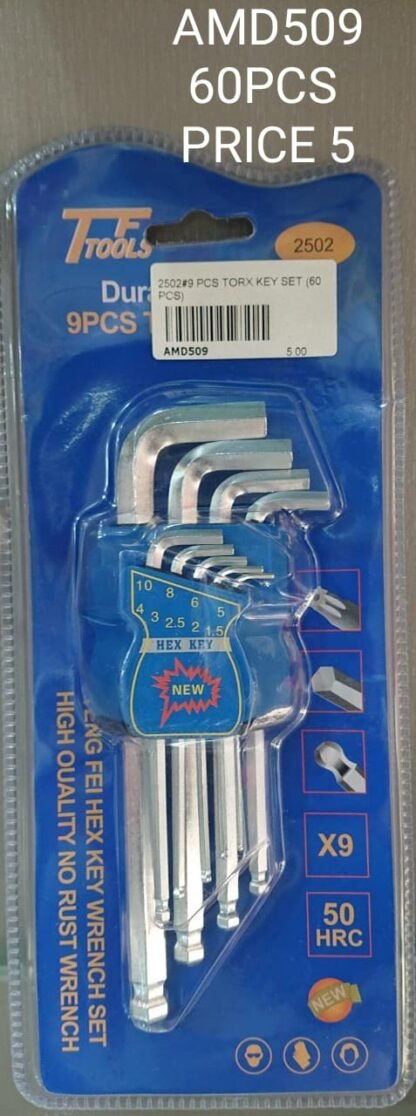 AMD509
60PCS
PRICE 5
TF TOOLS
2502
2502#9 PCS TORX KEY SET (60
PCS)
AMD509 5.00
9PCS
10 8 6 5
4 3 2.5 2 1.5
HEX KEY
NEW
FEI HEX KEY WRENCH SET
HIGH QUALITY NO RUST WRENCH
X9
50
HRC
NEW